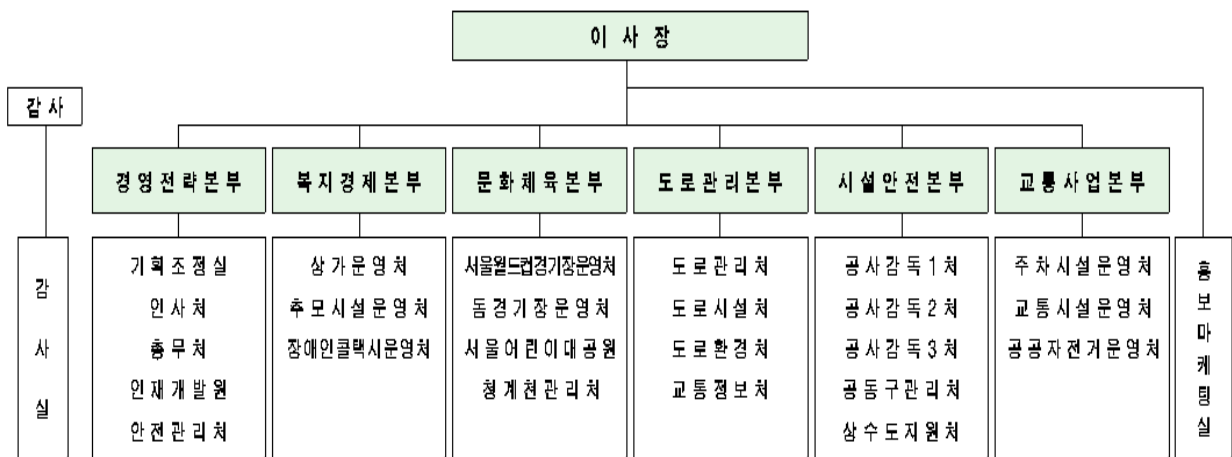 이사장
감사
경영전략본부
복지경제본부
문화체육본부
도로관리본부
시설안전본부
교통사업본부
감사실
기획조정실
인사처
총무처
인재개발원
안전관리처
상가운영처
추모시설운영처
장애인콜택시운영처
서울월드컵경기장운영처
돔경기장운영처
서울어린이대공원
청계천관리처
도로관리처
도로시설처
도로환경처
교통정보처
공사감독1처
공사감독2처
공사감독3처
공동구관리처
상수도지원처
주차시설운영처
교통시설운영처
공공자전거운영처
홍보마케팅실